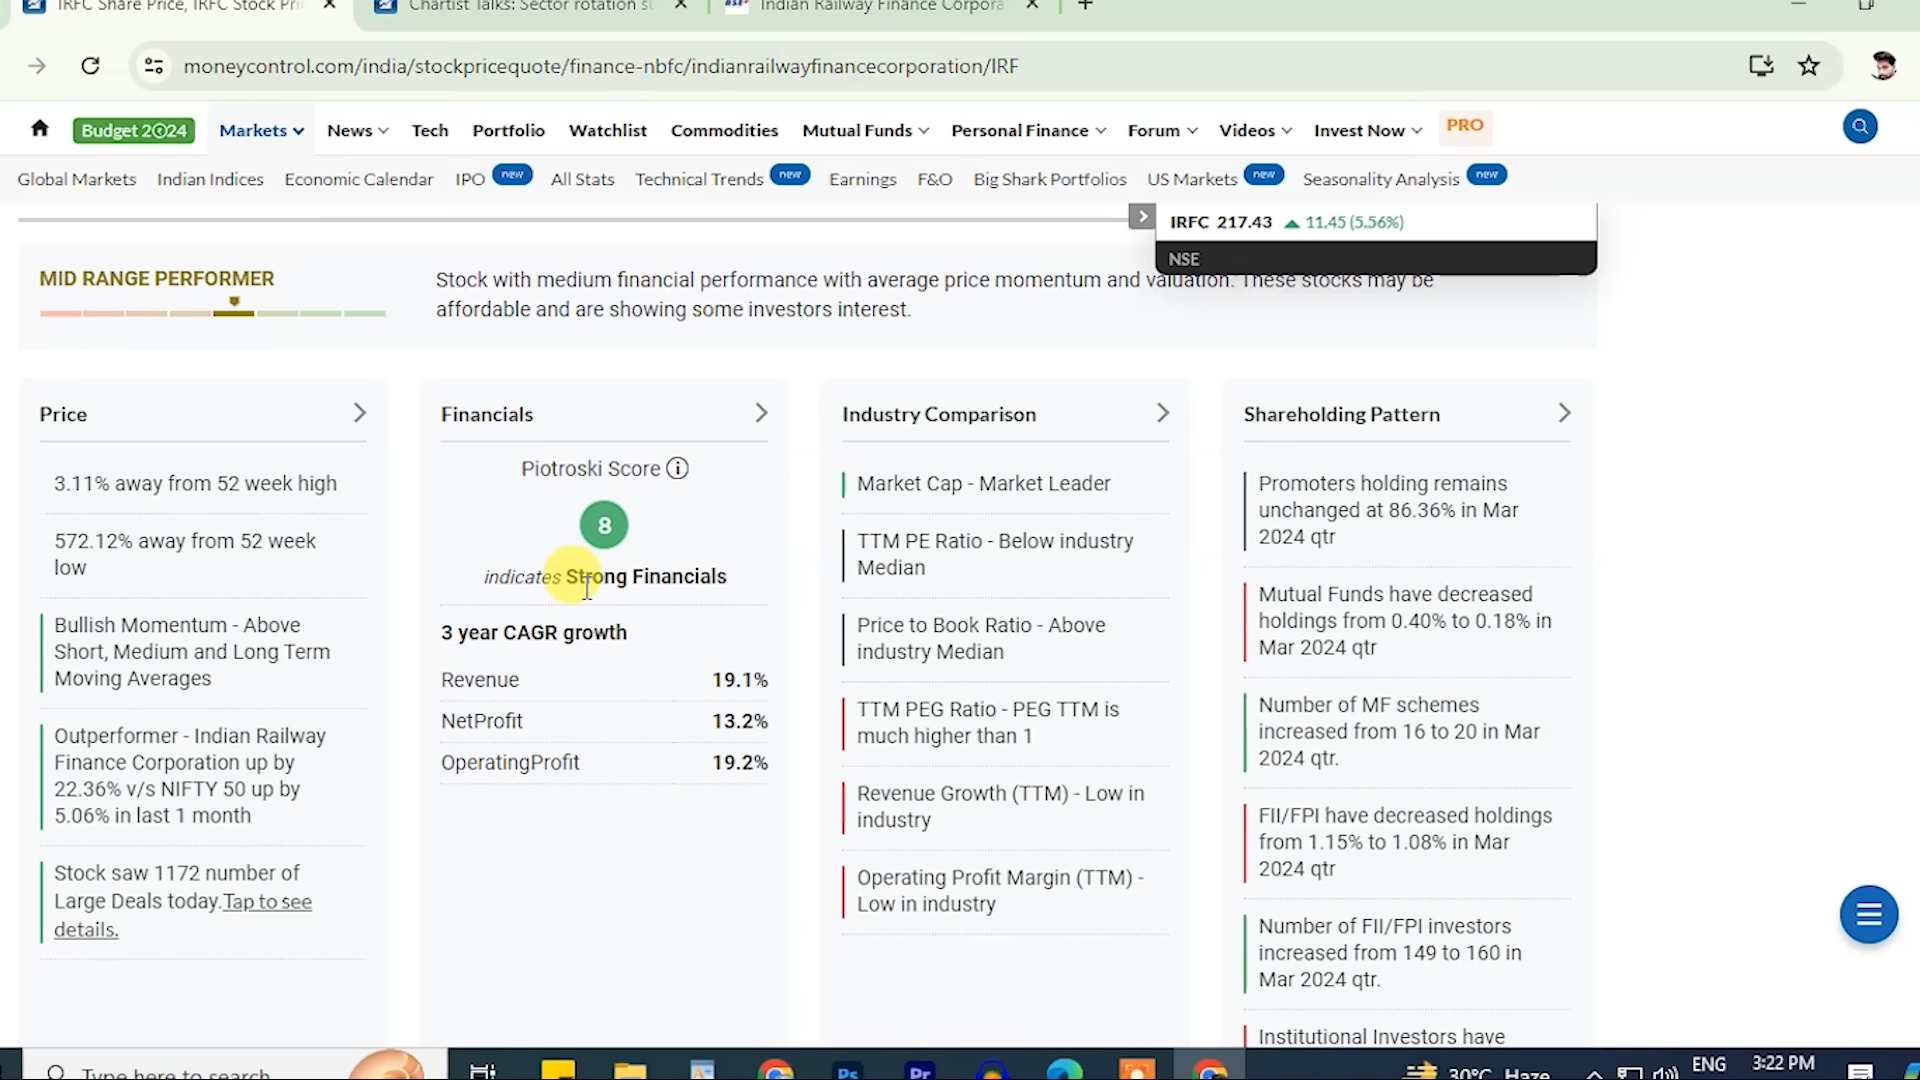 IRFC Share Price, IRFC Stock Pri
Chartist Talks: Sector rotation su
Indian Railway Finance Corpora
moneycontrol.com/india/stockpricequote/finance-nbfc/indianrailwayfinancecorporation/IRF
Budget 2024
Markets
News
Tech
Portfolio
Watchlist
Commodities
Mutual Funds
Personal Finance
Forum
Videos
Invest Now
PRO
Global Markets
Indian Indices
Economic Calendar
IPO new
All Stats
Technical Trends new
Earnings
F&O
Big Shark Portfolios
US Markets new
Seasonality Analysis new
IRFC 217.43 11.45 (5.56%)
NSE
MID RANGE PERFORMER
Stock with medium financial performance with average price momentum and valuation. These stocks may be
affordable and are showing some investors interest.
Price
3.11% away from 52 week high
572.12% away from 52 week
low
Bullish Momentum - Above
Short, Medium and Long Term
Moving Averages
Outperformer - Indian Railway
Finance Corporation up by
22.36% v/s NIFTY 50 up by
5.06% in last 1 month
Stock saw 1172 number of
Large Deals today.Tap to see
details.
Financials
Piotroski Score
8
indicates Strong Financials
3 year CAGR growth
Revenue 19.1%
NetProfit 13.2%
OperatingProfit 19.2%
Industry Comparison
Market Cap - Market Leader
TTM PE Ratio - Below industry
Median
Price to Book Ratio - Above
industry Median
TTM PEG Ratio - PEG TTM is
much higher than 1
Revenue Growth (TTM) - Low in
industry
Operating Profit Margin (TTM) -
Low in industry
Shareholding Pattern
Promoters holding remains
unchanged at 86.36% in Mar
2024 qtr
Mutual Funds have decreased
holdings from 0.40% to 0.18% in
Mar 2024 qtr
Number of MF schemes
increased from 16 to 20 in Mar
2024 qtr.
FII/FPI have decreased holdings
from 1.15% to 1.08% in Mar
2024 qtr
Number of FII/FPI investors
increased from 149 to 160 in
Mar 2024 qtr.
Institutional Investors have
Type here to search
Ps
Pr
30°C Haze
ENG
3:22 PM